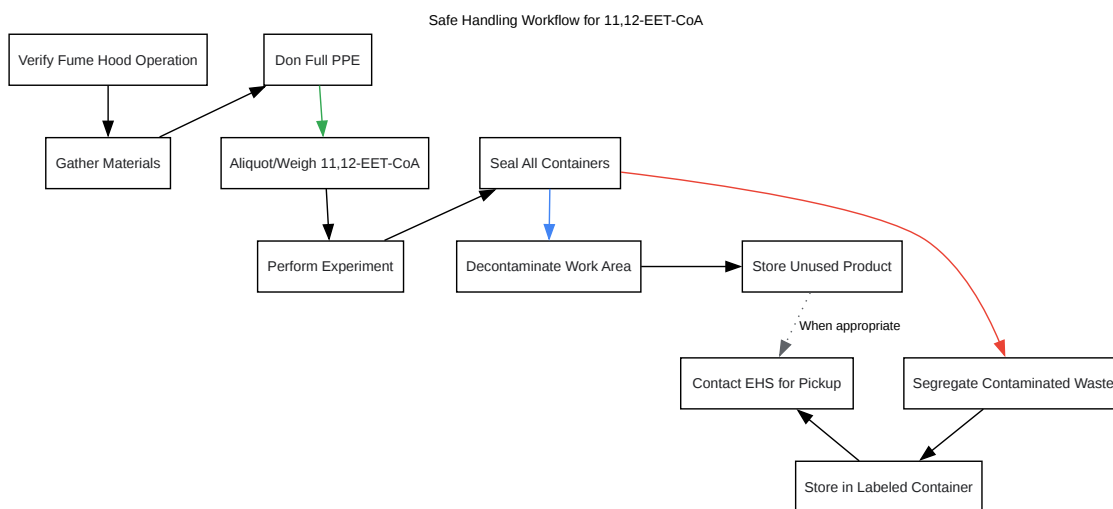 Safe Handling Workflow for 11,12-EET-CoA
Verify Fume Hood Operation
Don Full PPE
Gather Materials
Aliquot/Weigh 11,12-EET-CoA
Seal All Containers
Perform Experiment
Decontaminate Work Area
Store Unused Product
When appropriate
Contact EHS for Pickup
Segregate Contaminated Waste
Store in Labeled Container